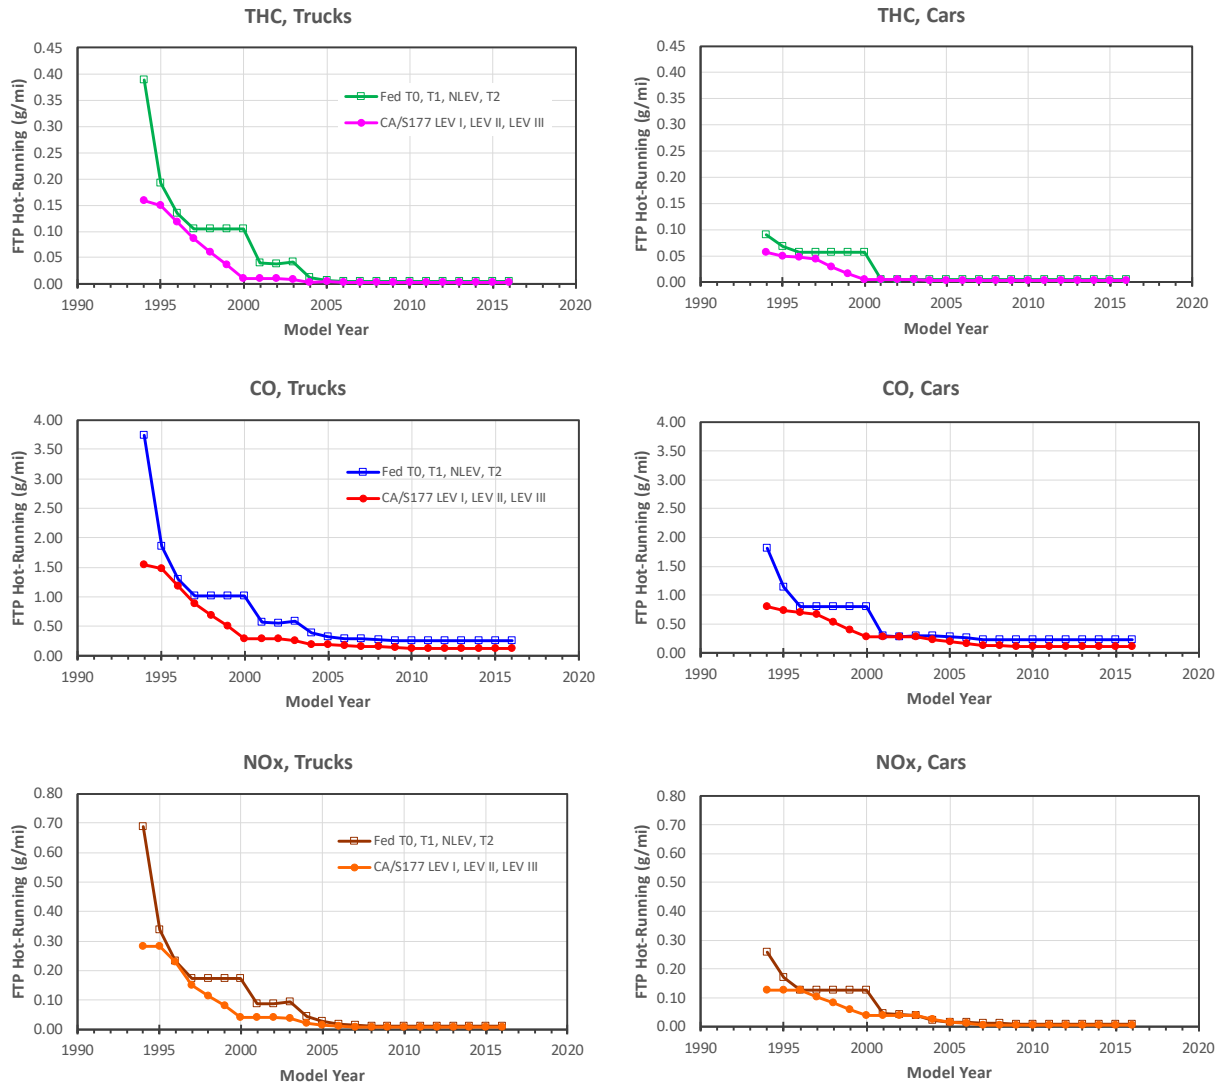 THC, Trucks
FTP Hot-Running (g/mi)
0.45
0.40
0.35
0.30
0.25
0.20
0.15
0.10
0.05
0.00
Fed T0, T1, NLEV, T2
CA/S177 LEV I, LEV II, LEV III
1990 1995 2000 2005 2010 2015 2020
Model Year
THC, Cars
FTP Hot-Running (g/mi)
0.45
0.40
0.35
0.30
0.25
0.20
0.15
0.10
0.05
0.00
1990 1995 2000 2005 2010 2015 2020
Model Year
CO, Trucks
FTP Hot-Running (g/mi)
4.00
3.50
3.00
2.50
2.00
1.50
1.00
0.50
0.00
Fed T0, T1, NLEV, T2
CA/S177 LEV I, LEV II, LEV III
1990 1995 2000 2005 2010 2015 2020
Model Year
CO, Cars
FTP Hot-Running (g/mi)
4.00
3.50
3.00
2.50
2.00
1.50
1.00
0.50
0.00
1990 1995 2000 2005 2010 2015 2020
Model Year
NOx, Trucks
FTP Hot-Running (g/mi)
0.80
0.70
0.60
0.50
0.40
0.30
0.20
0.10
0.00
Fed T0, T1, NLEV, T2
CA/S177 LEV I, LEV II, LEV III
1990 1995 2000 2005 2010 2015 2020
Model Year
NOx, Cars
FTP Hot-Running (g/mi)
0.80
0.70
0.60
0.50
0.40
0.30
0.20
0.10
0.00
1990 1995 2000 2005 2010 2015 2020
Model Year